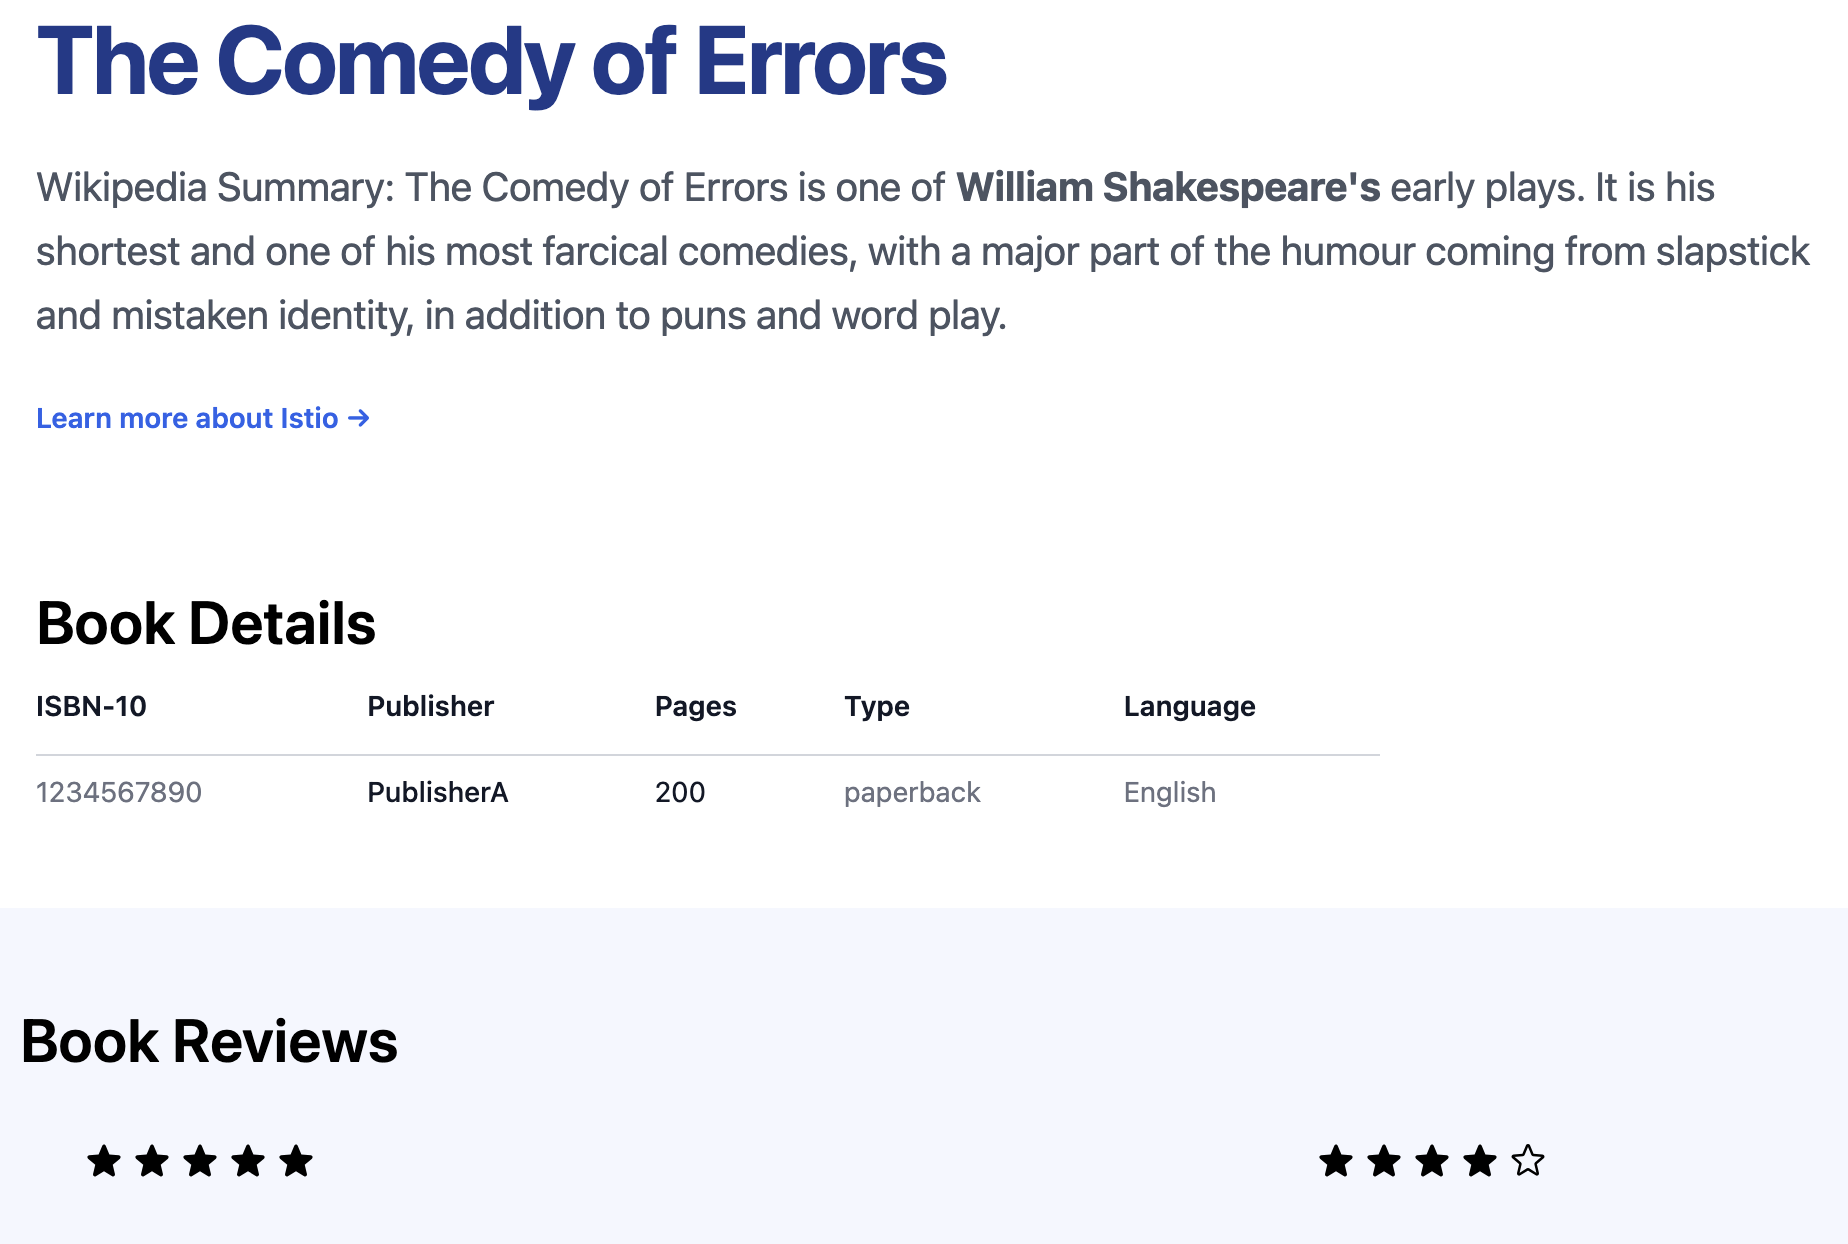 The Comedy of Errors
Wikipedia Summary: The Comedy of Errors is one of William Shakespeare's early plays. It is his
shortest and one of his most farcical comedies, with a major part of the humour coming from slapstick
and mistaken identity, in addition to puns and word play.
Learn more about Istio →
Book Details
ISBN-10 Publisher Pages Type Language
1234567890 PublisherA 200 paperback English
Book Reviews